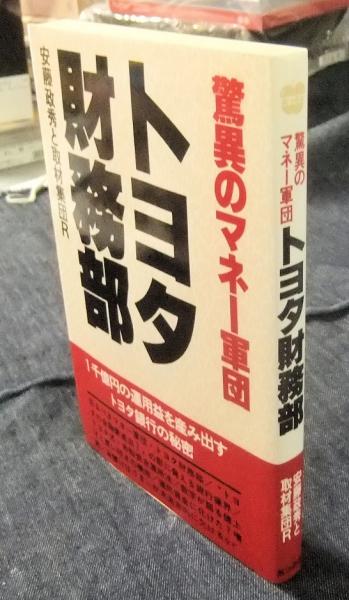 驚異のマネー軍団
トヨタ
財務部
安藤政秀と取材集団R
1千億円の運用益を産み出す
トヨタ銀行の秘密
驚異の
マネー軍団
トヨタ財務部
安藤政秀と
取材集団R